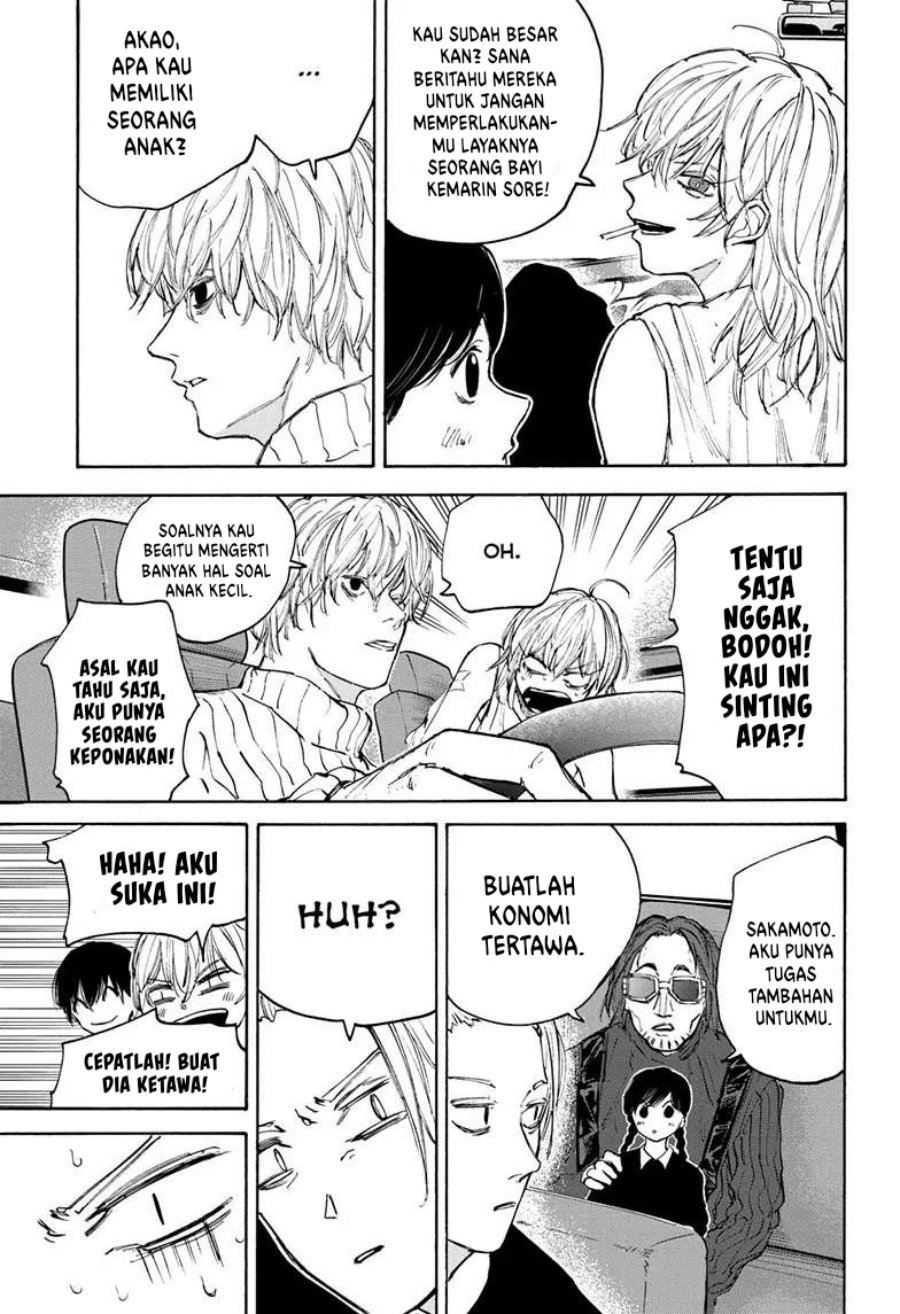 KAU SUDAH BESAR
KAN? SANA
BERITAHU MEREKA
UNTUK JANGAN
MEMPERLAKUKAN-
MU LAYAKNYA
SEORANG BAYI
KEMARIN SORE!
...
AKAO,
APA KAU
MEMILIKI
SEORANG
ANAK?
TENTU
SAJA
NGGAK,
BODOH!
KAU INI
SINTING
APA?!
OH.
SOALNYA KAU
BEGITU MENGERTI
BANYAK HAL SOAL
ANAK KECIL.
ASAL KAU
TAHU SAJA,
AKU PUNYA
SEORANG
KEPONAKAN!
SAKAMOTO.
AKU PUNYA
TUGAS
TAMBAHAN
UNTUKMU.
BUATLAH
KONOMI
TERTAWA.
HUH?
HAHA! AKU
SUKA INI!
CEPATLAH! BUAT
DIA KETAWA!